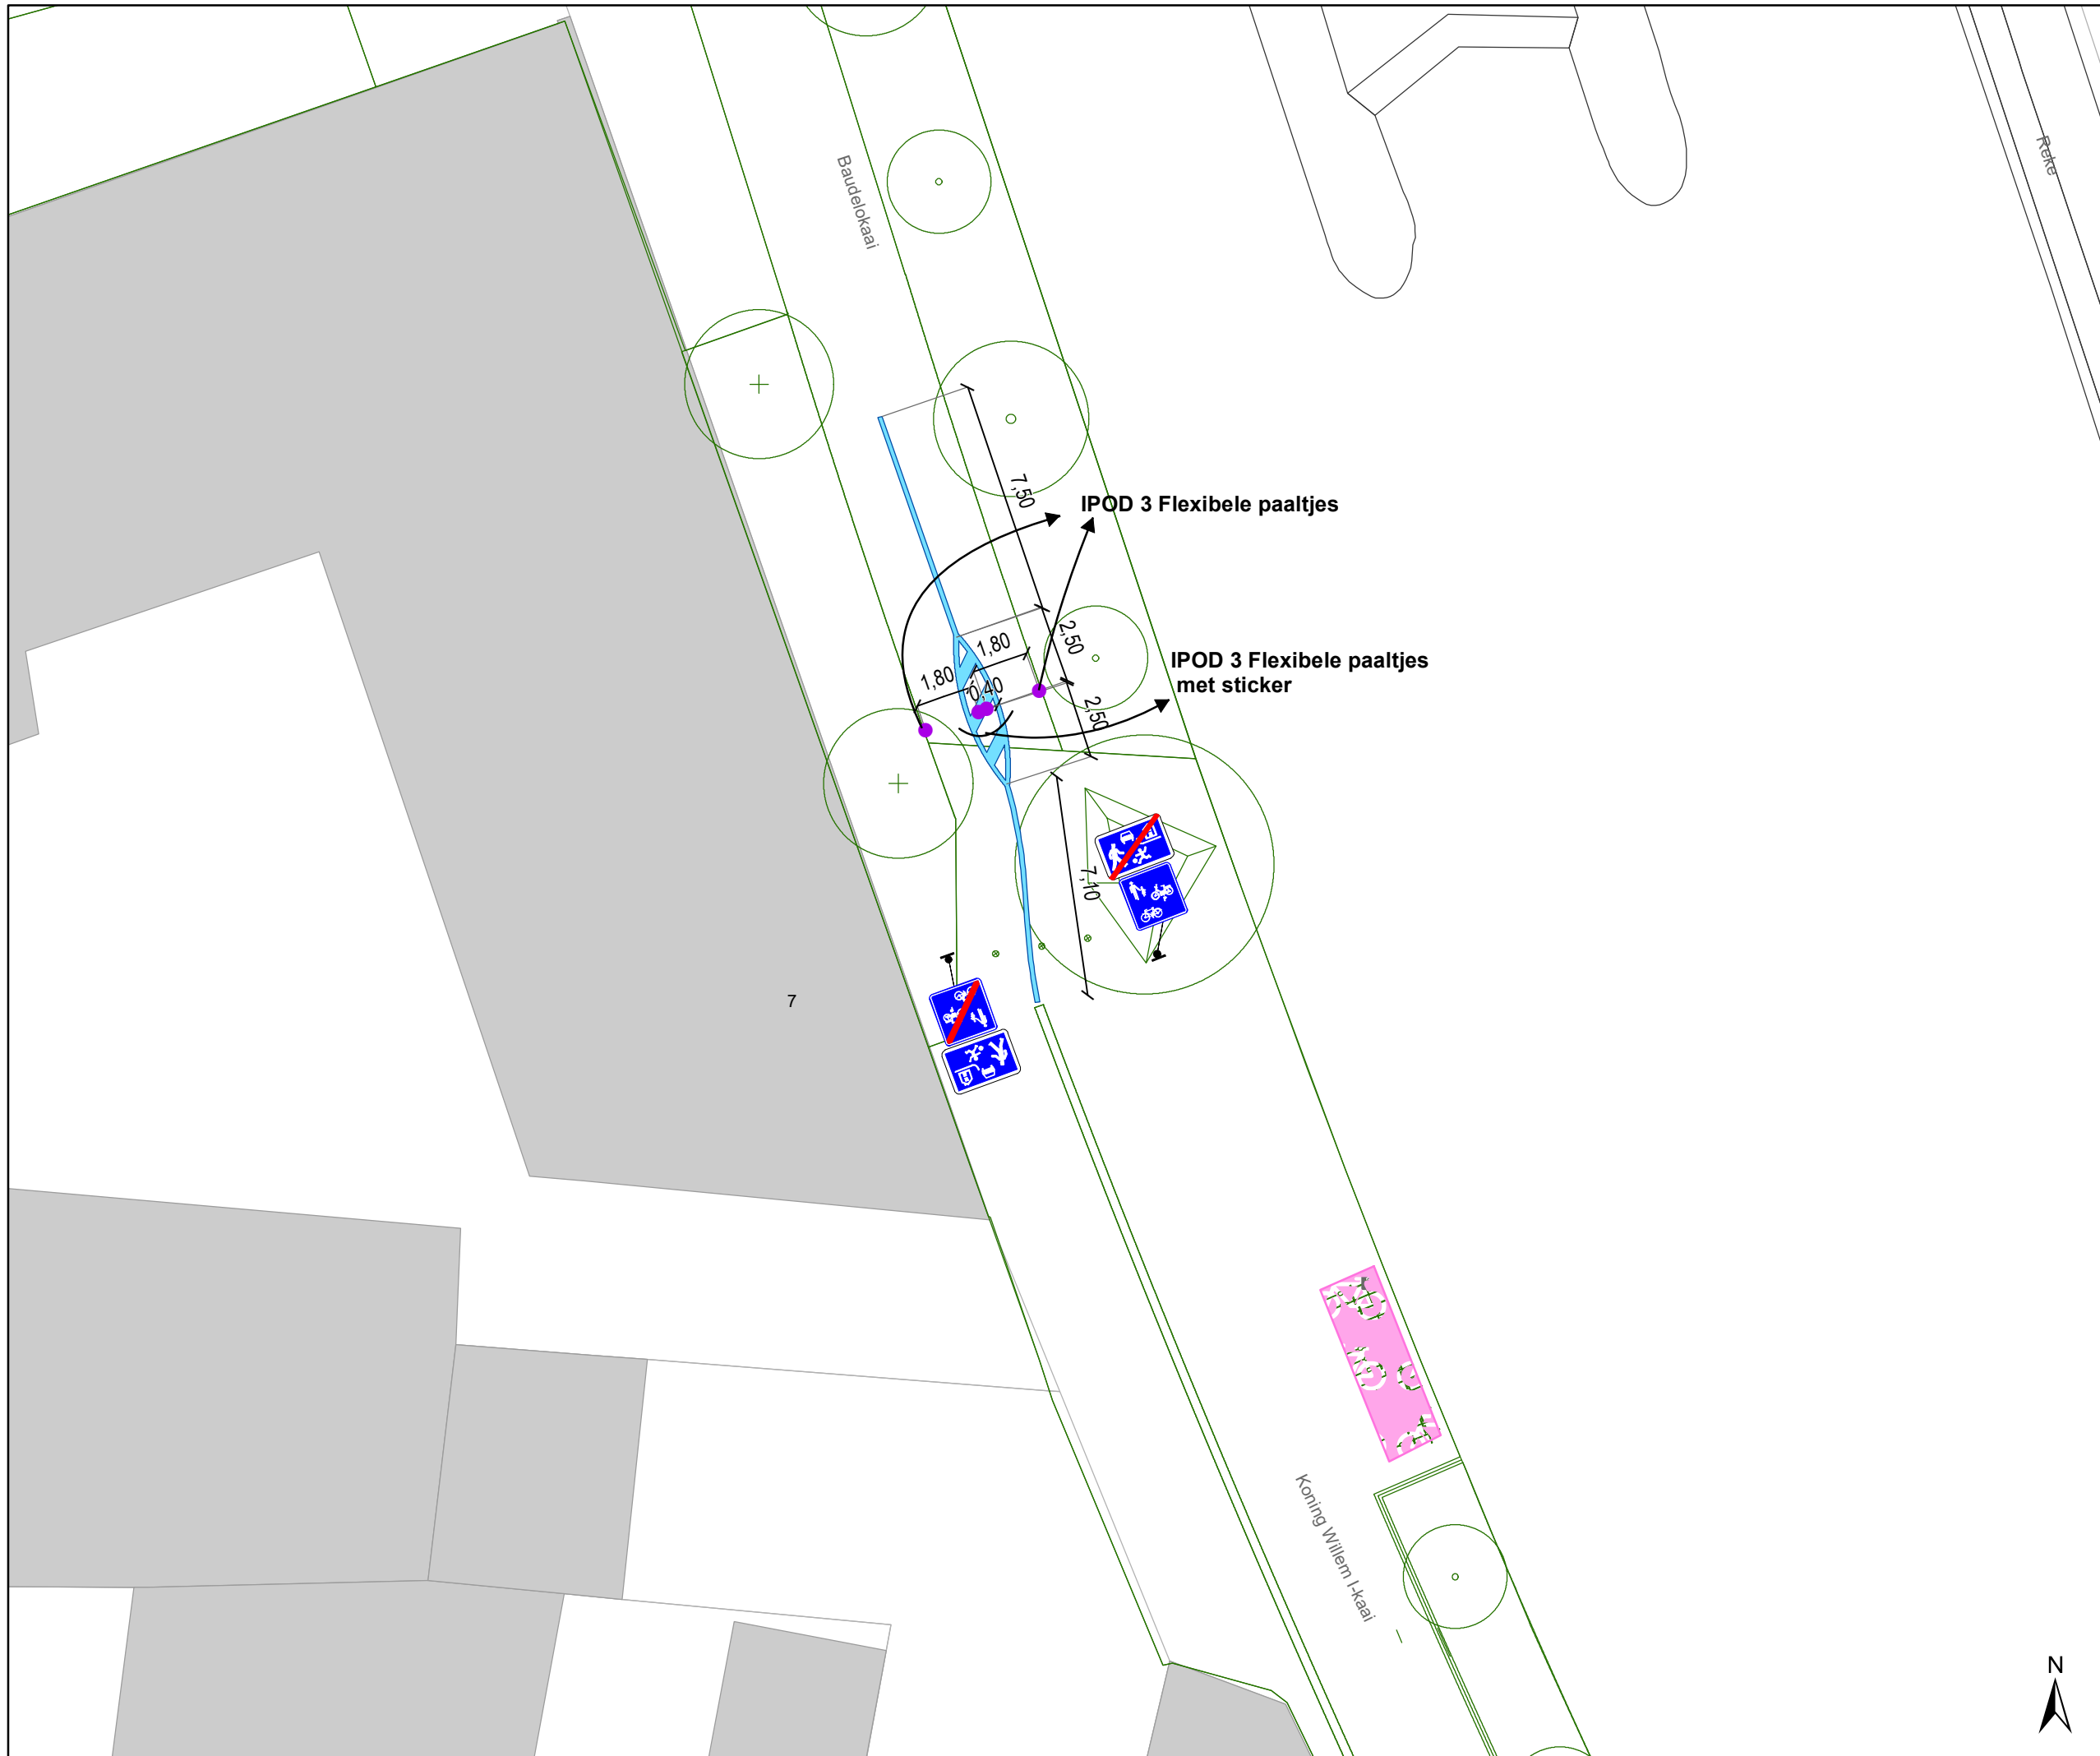 Baudelokaai
Reke
7,50
IPOD 3 Flexibele paaltjes
2,50
1,80
1,80
0,40
IPOD 3 Flexibele paaltjes
met sticker
2,50
7,10
7
Koning Willem I-kaai
N